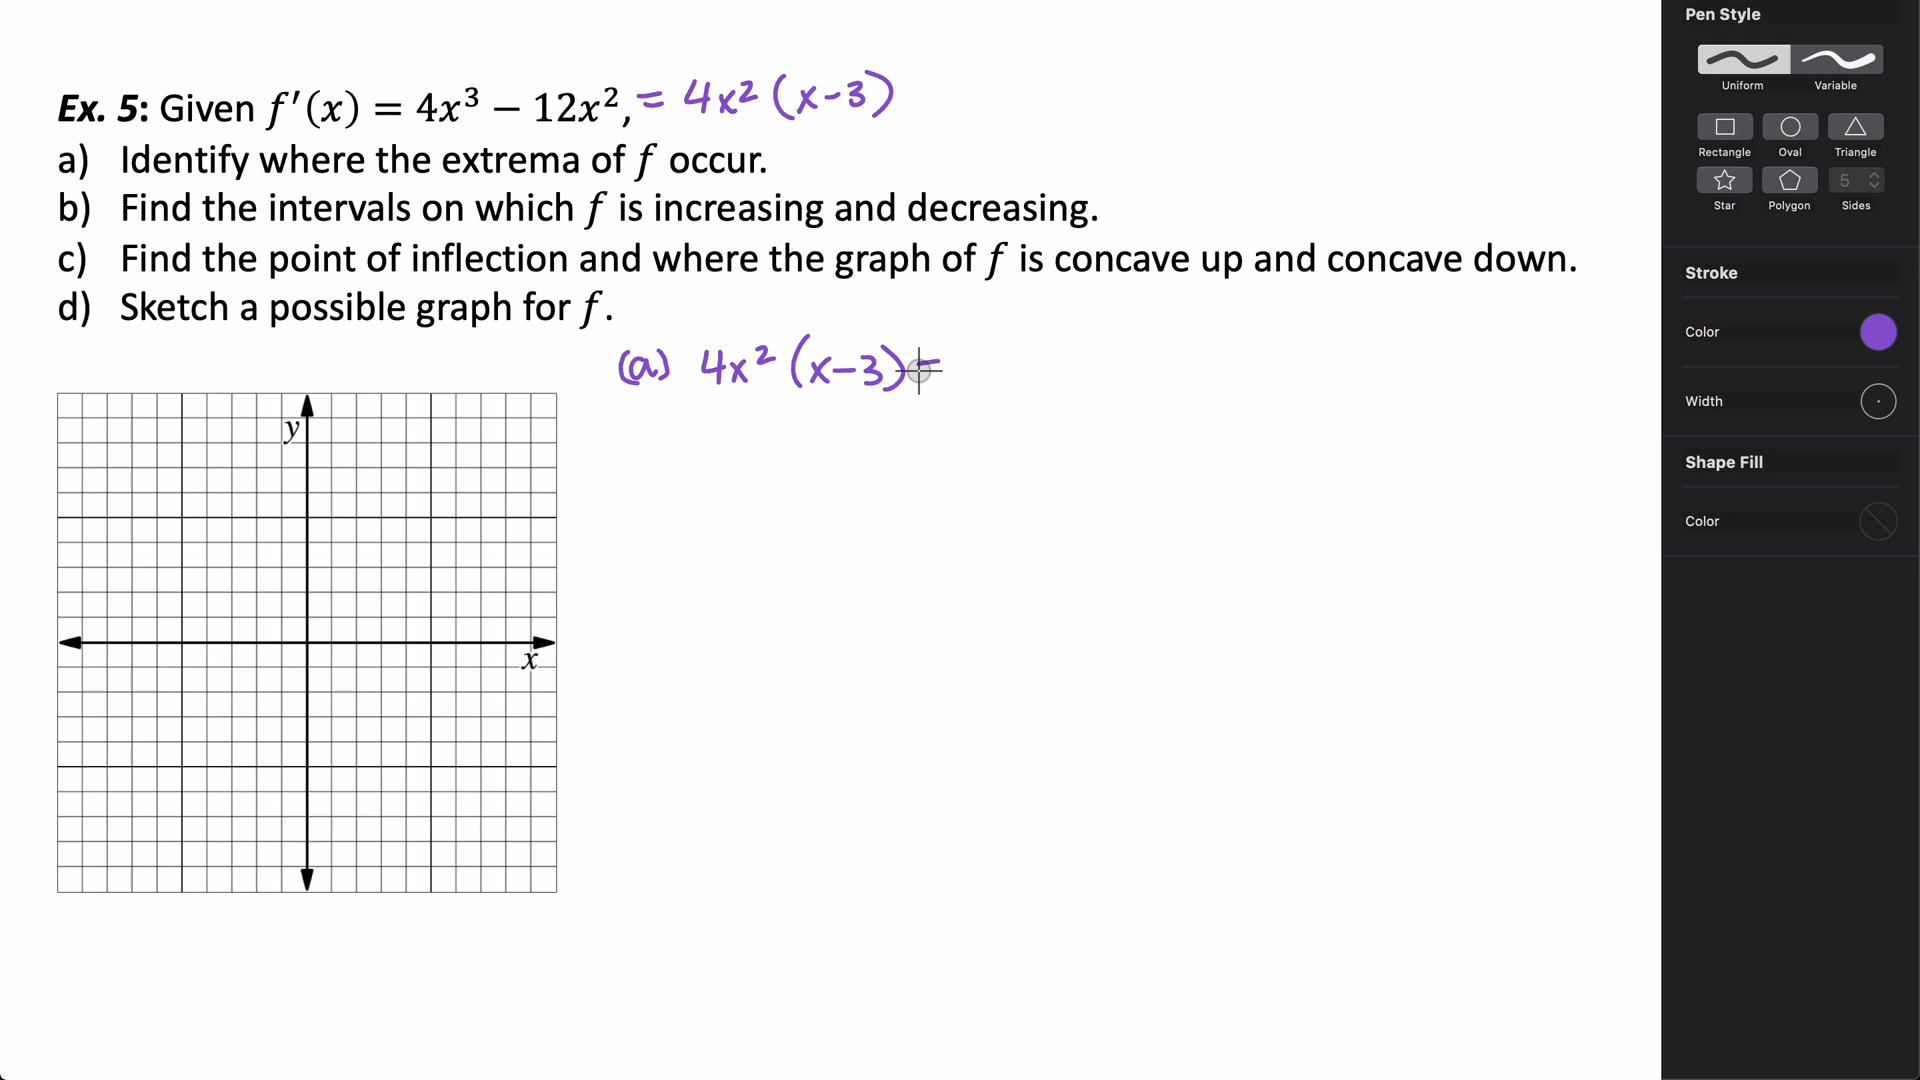 Ex. 5: Given f′(x) = 4x³ − 12x², = 4x² (x-3)
a) Identify where the extrema of f occur.
b) Find the intervals on which f is increasing and decreasing.
c) Find the point of inflection and where the graph of f is concave up and concave down.
d) Sketch a possible graph for f.
(a) 4x² (x-3) =
y
x
Pen Style
Uniform Variable
Rectangle Oval Triangle
5
Star Polygon Sides
Stroke
Color
Width
Shape Fill
Color